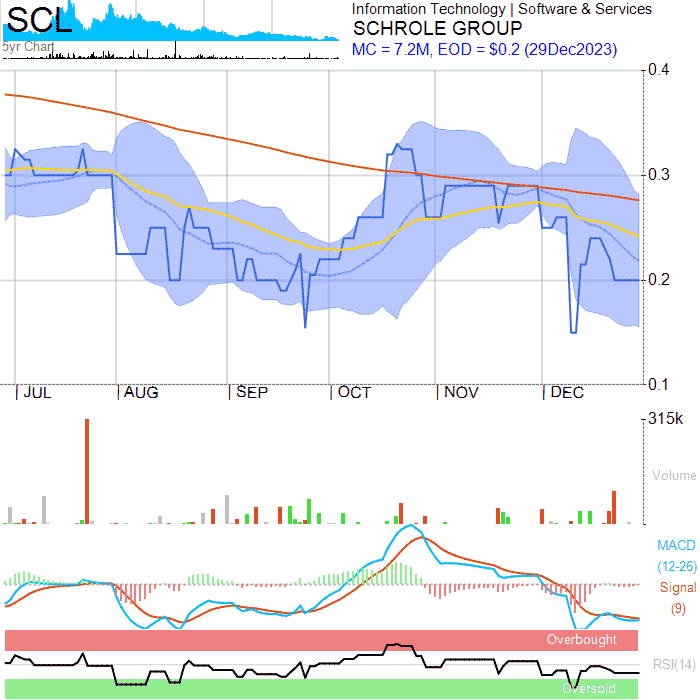 SCL
5yr Chart
Information Technology | Software & Services
SCHROLE GROUP
MC = 7.2M, EOD = $0.2 (29Dec2023)
0.4
0.3
0.2
0.1
JUL AUG SEP OCT NOV DEC
315k
Volume
MACD
(12-26)
Signal
(9)
Overbought
RSI(14)
Oversold